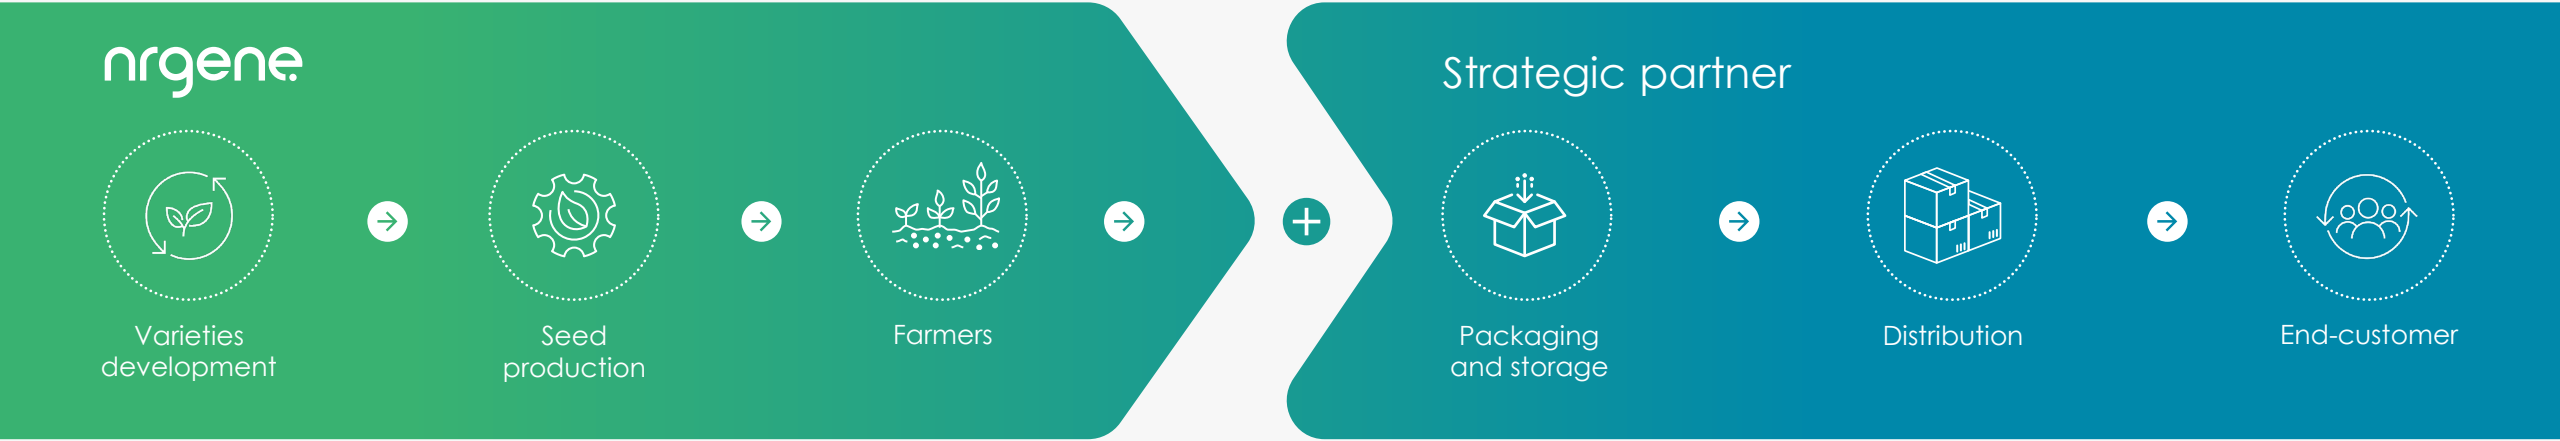 nrgene
Strategic partner
Varieties
development
Seed
production
Farmers
Packaging
and storage
Distribution
End-customer